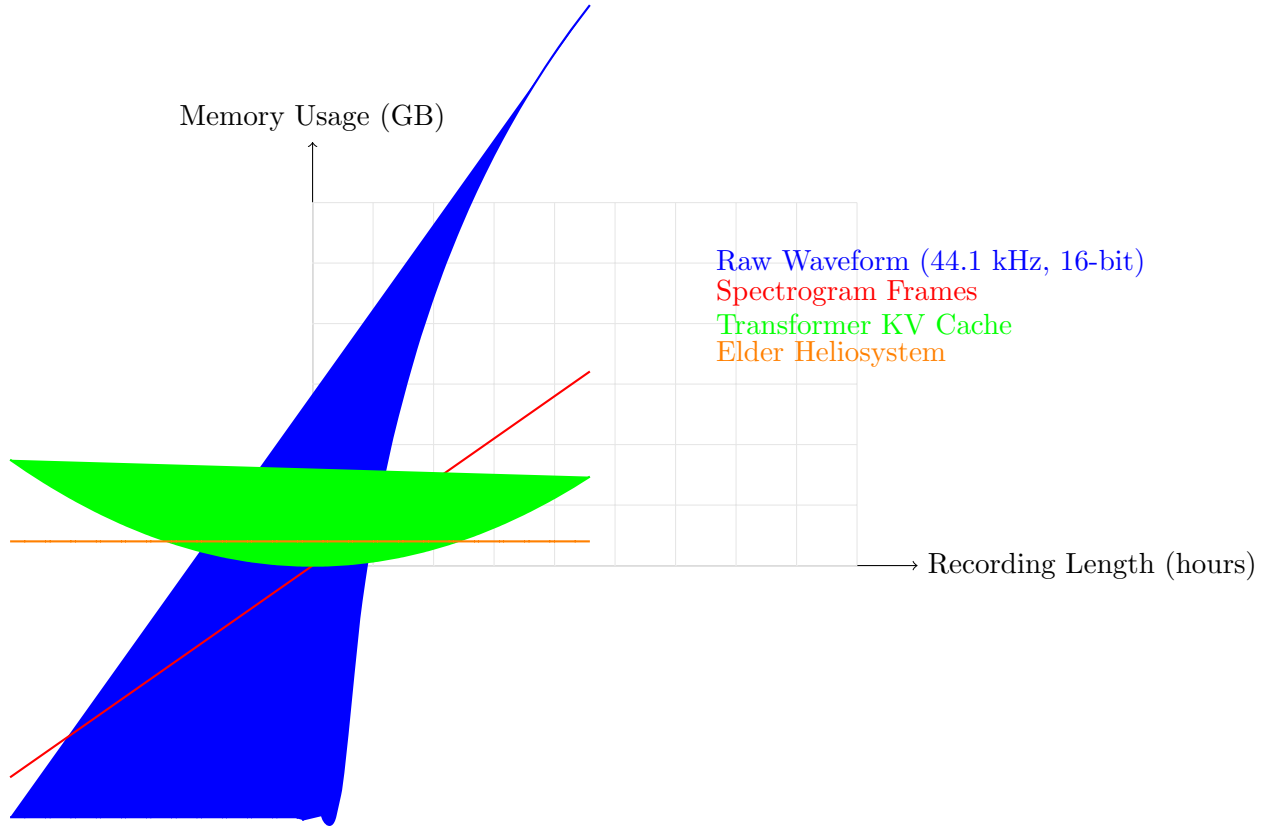 Memory Usage (GB)
Raw Waveform (44.1 kHz, 16-bit)
Spectrogram Frames
Transformer KV Cache
Elder Heliosystem
Recording Length (hours)